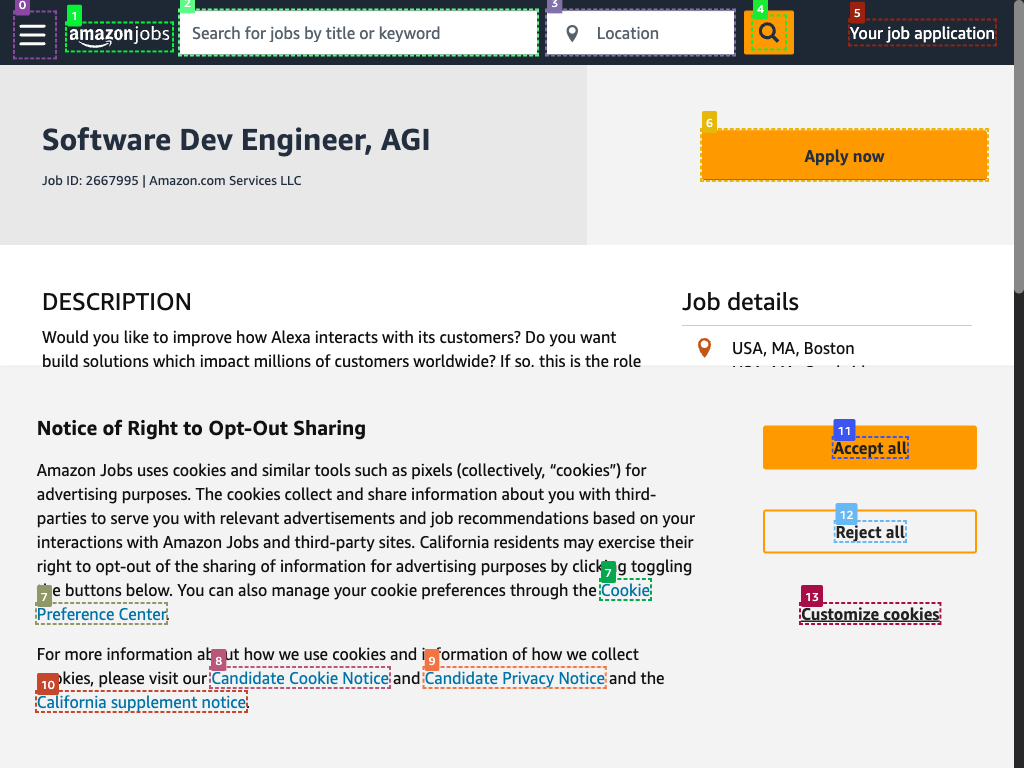 0
1
2
3
4
5
amazon jobs
Search for jobs by title or keyword
Location
Your job application
6
Software Dev Engineer, AGI
Apply now
Job ID: 2667995 | Amazon.com Services LLC
DESCRIPTION
Job details
Would you like to improve how Alexa interacts with its customers? Do you want
build solutions which impact millions of customers worldwide? If so, this is the role
USA, MA, Boston
Notice of Right to Opt-Out Sharing
11
Accept all
Amazon Jobs uses cookies and similar tools such as pixels (collectively, “cookies”) for
advertising purposes. The cookies collect and share information about you with third-
parties to serve you with relevant advertisements and job recommendations based on your
interactions with Amazon Jobs and third-party sites. California residents may exercise their
right to opt-out of the sharing of information for advertising purposes by clicking toggling
the buttons below. You can also manage your cookie preferences through the Cookie
Preference Center.
7
7
12
Reject all
13
Customize cookies
For more information about how we use cookies and information of how we collect
cookies, please visit our Candidate Cookie Notice and Candidate Privacy Notice and the
California supplement notice.
8
9
10